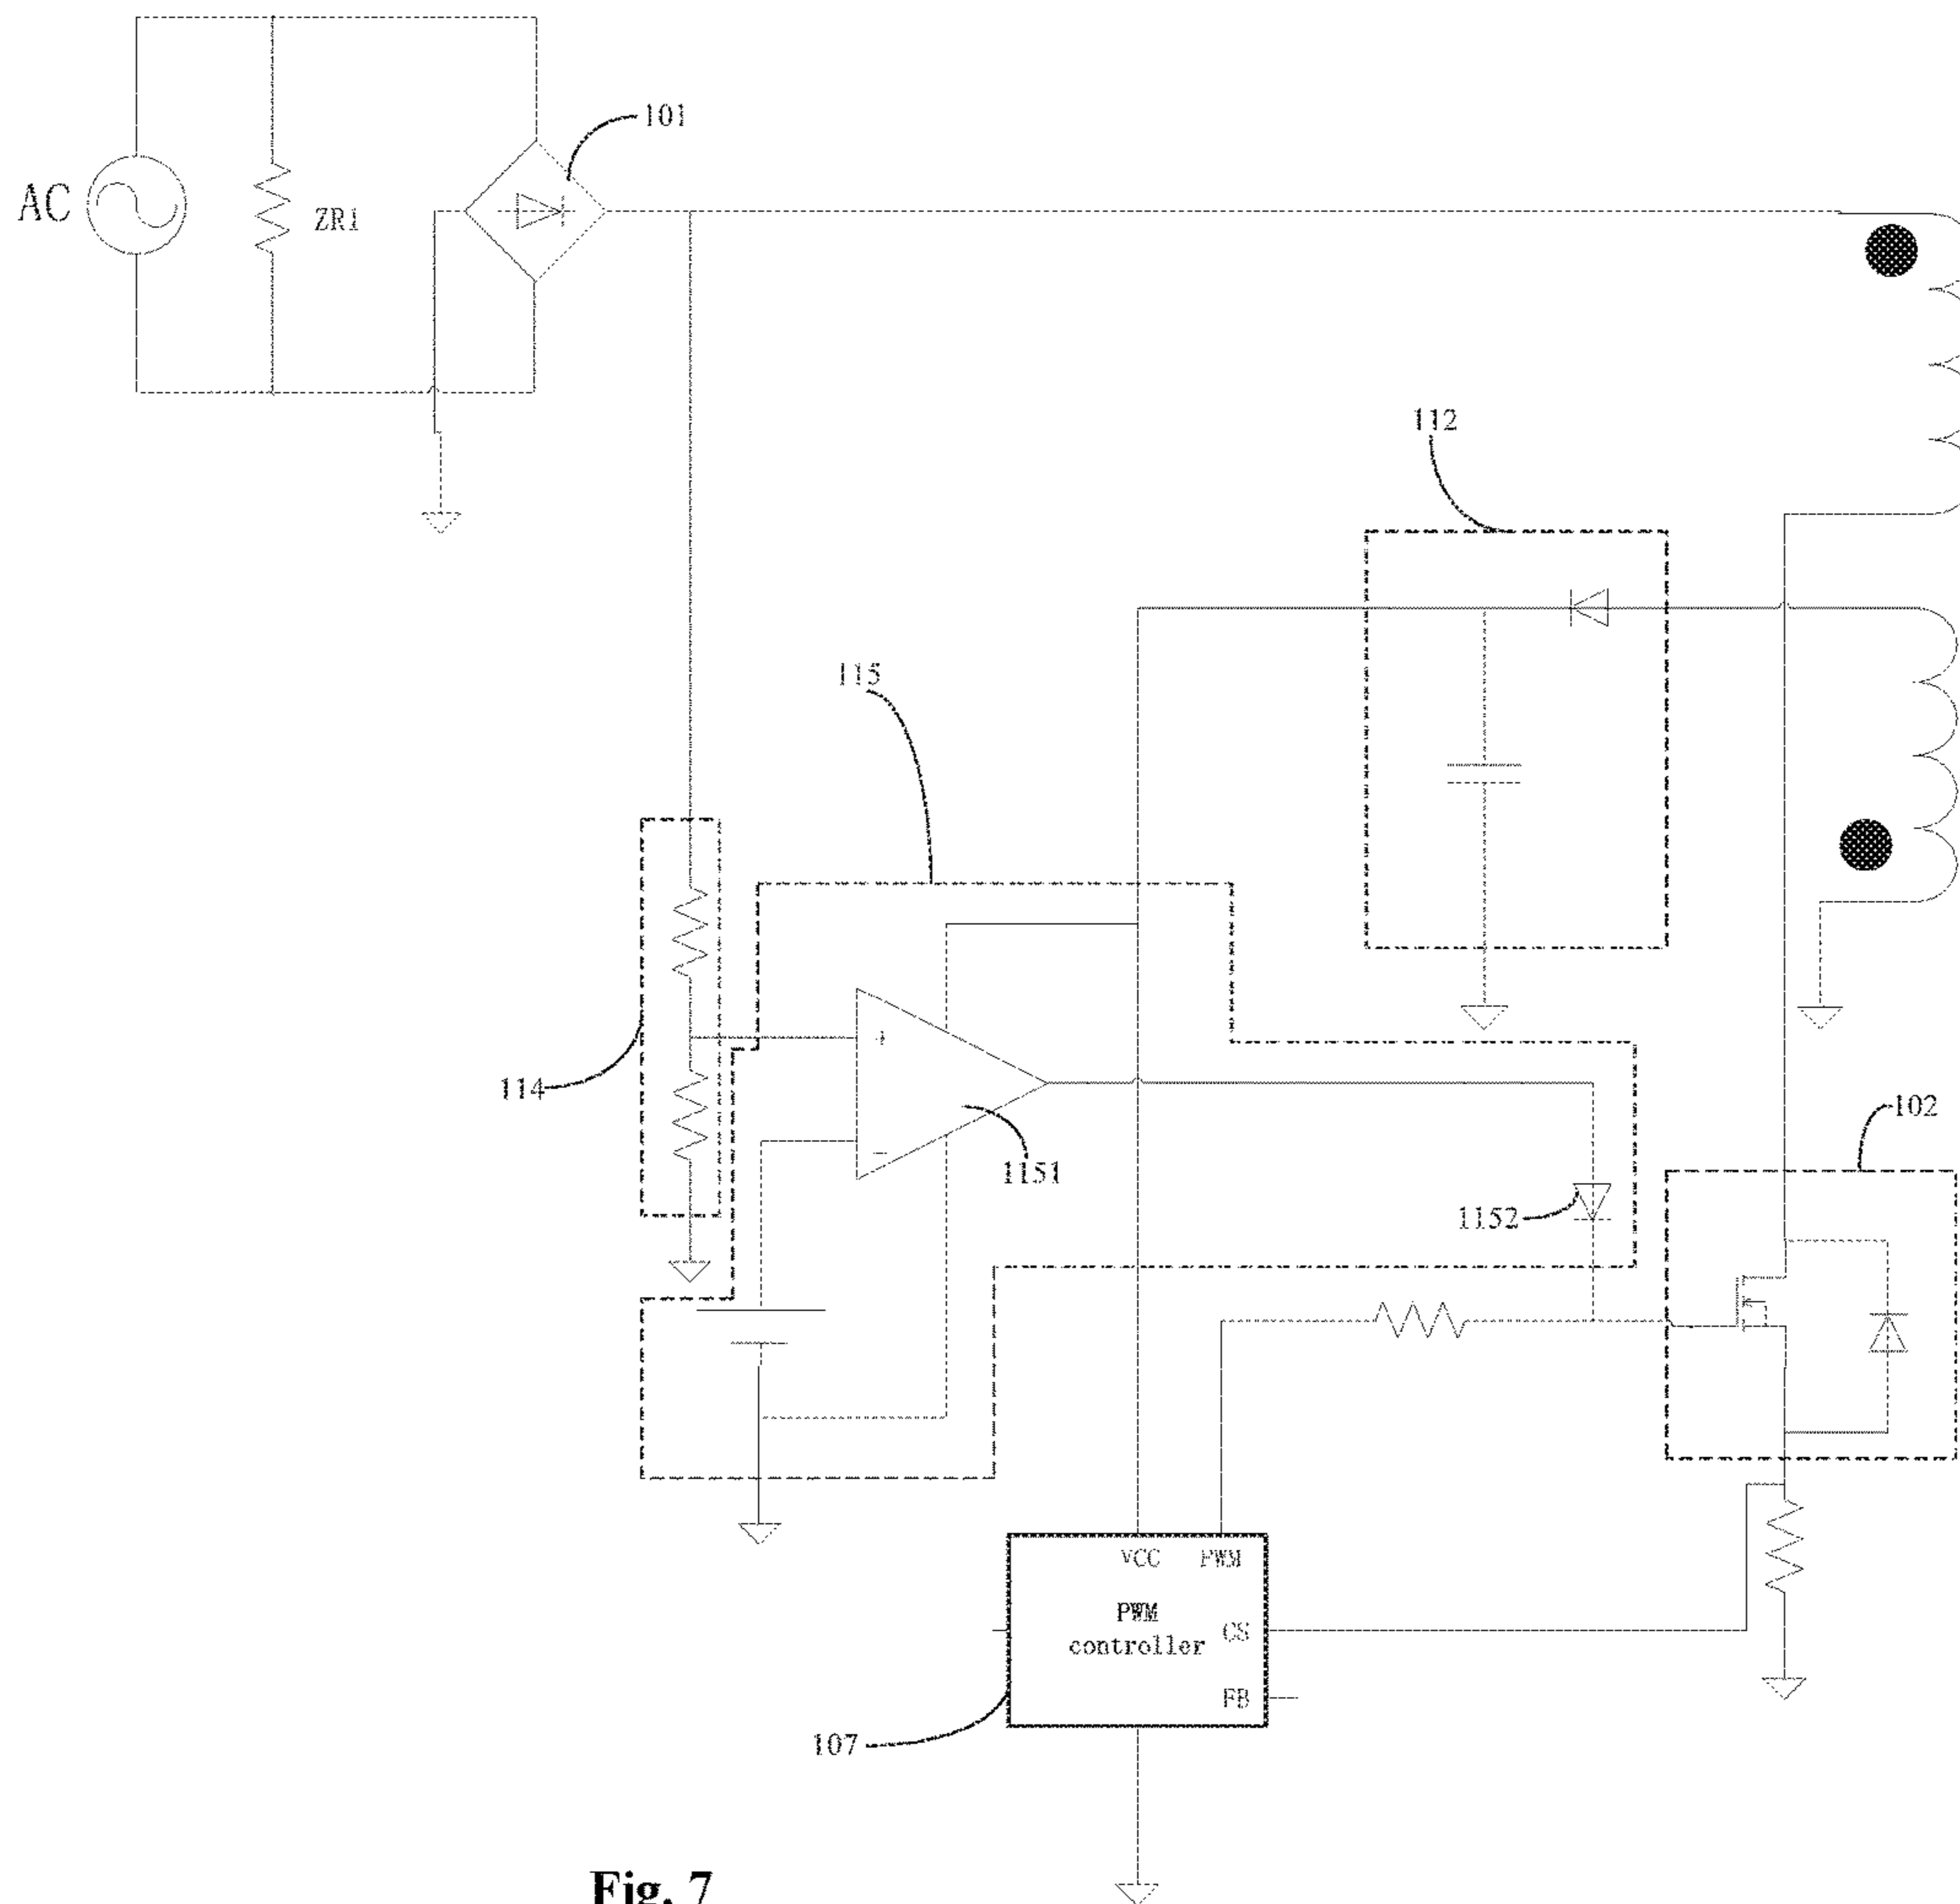 101
AC
ZR1
112
115
114
1151
102
1152
VCC PWM
PWM
controller
CS
FB
107
Fig. 7